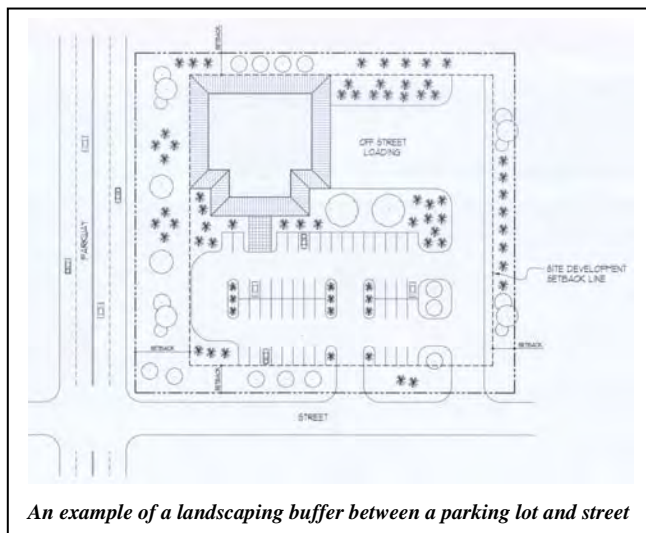 SETBACK
OFF STREET
LOADING
PARKWAY
SITE DEVELOPMENT
SETBACK LINE
SETBACK
SETBACK
SETBACK
STREET
An example of a landscaping buffer between a parking lot and street